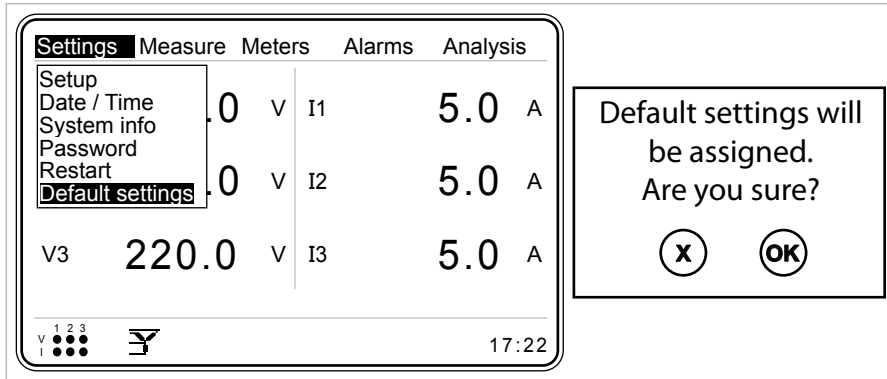 Settings Measure Meters Alarms Analysis
Setup
Date / Time
System info
Password
Restart
Default settings
.0 V I1 5.0 A
.0 V I2 5.0 A
V3 220.0 V I3 5.0 A
1 2 3
V
I
17:22
Default settings will
be assigned.
Are you sure?
X OK